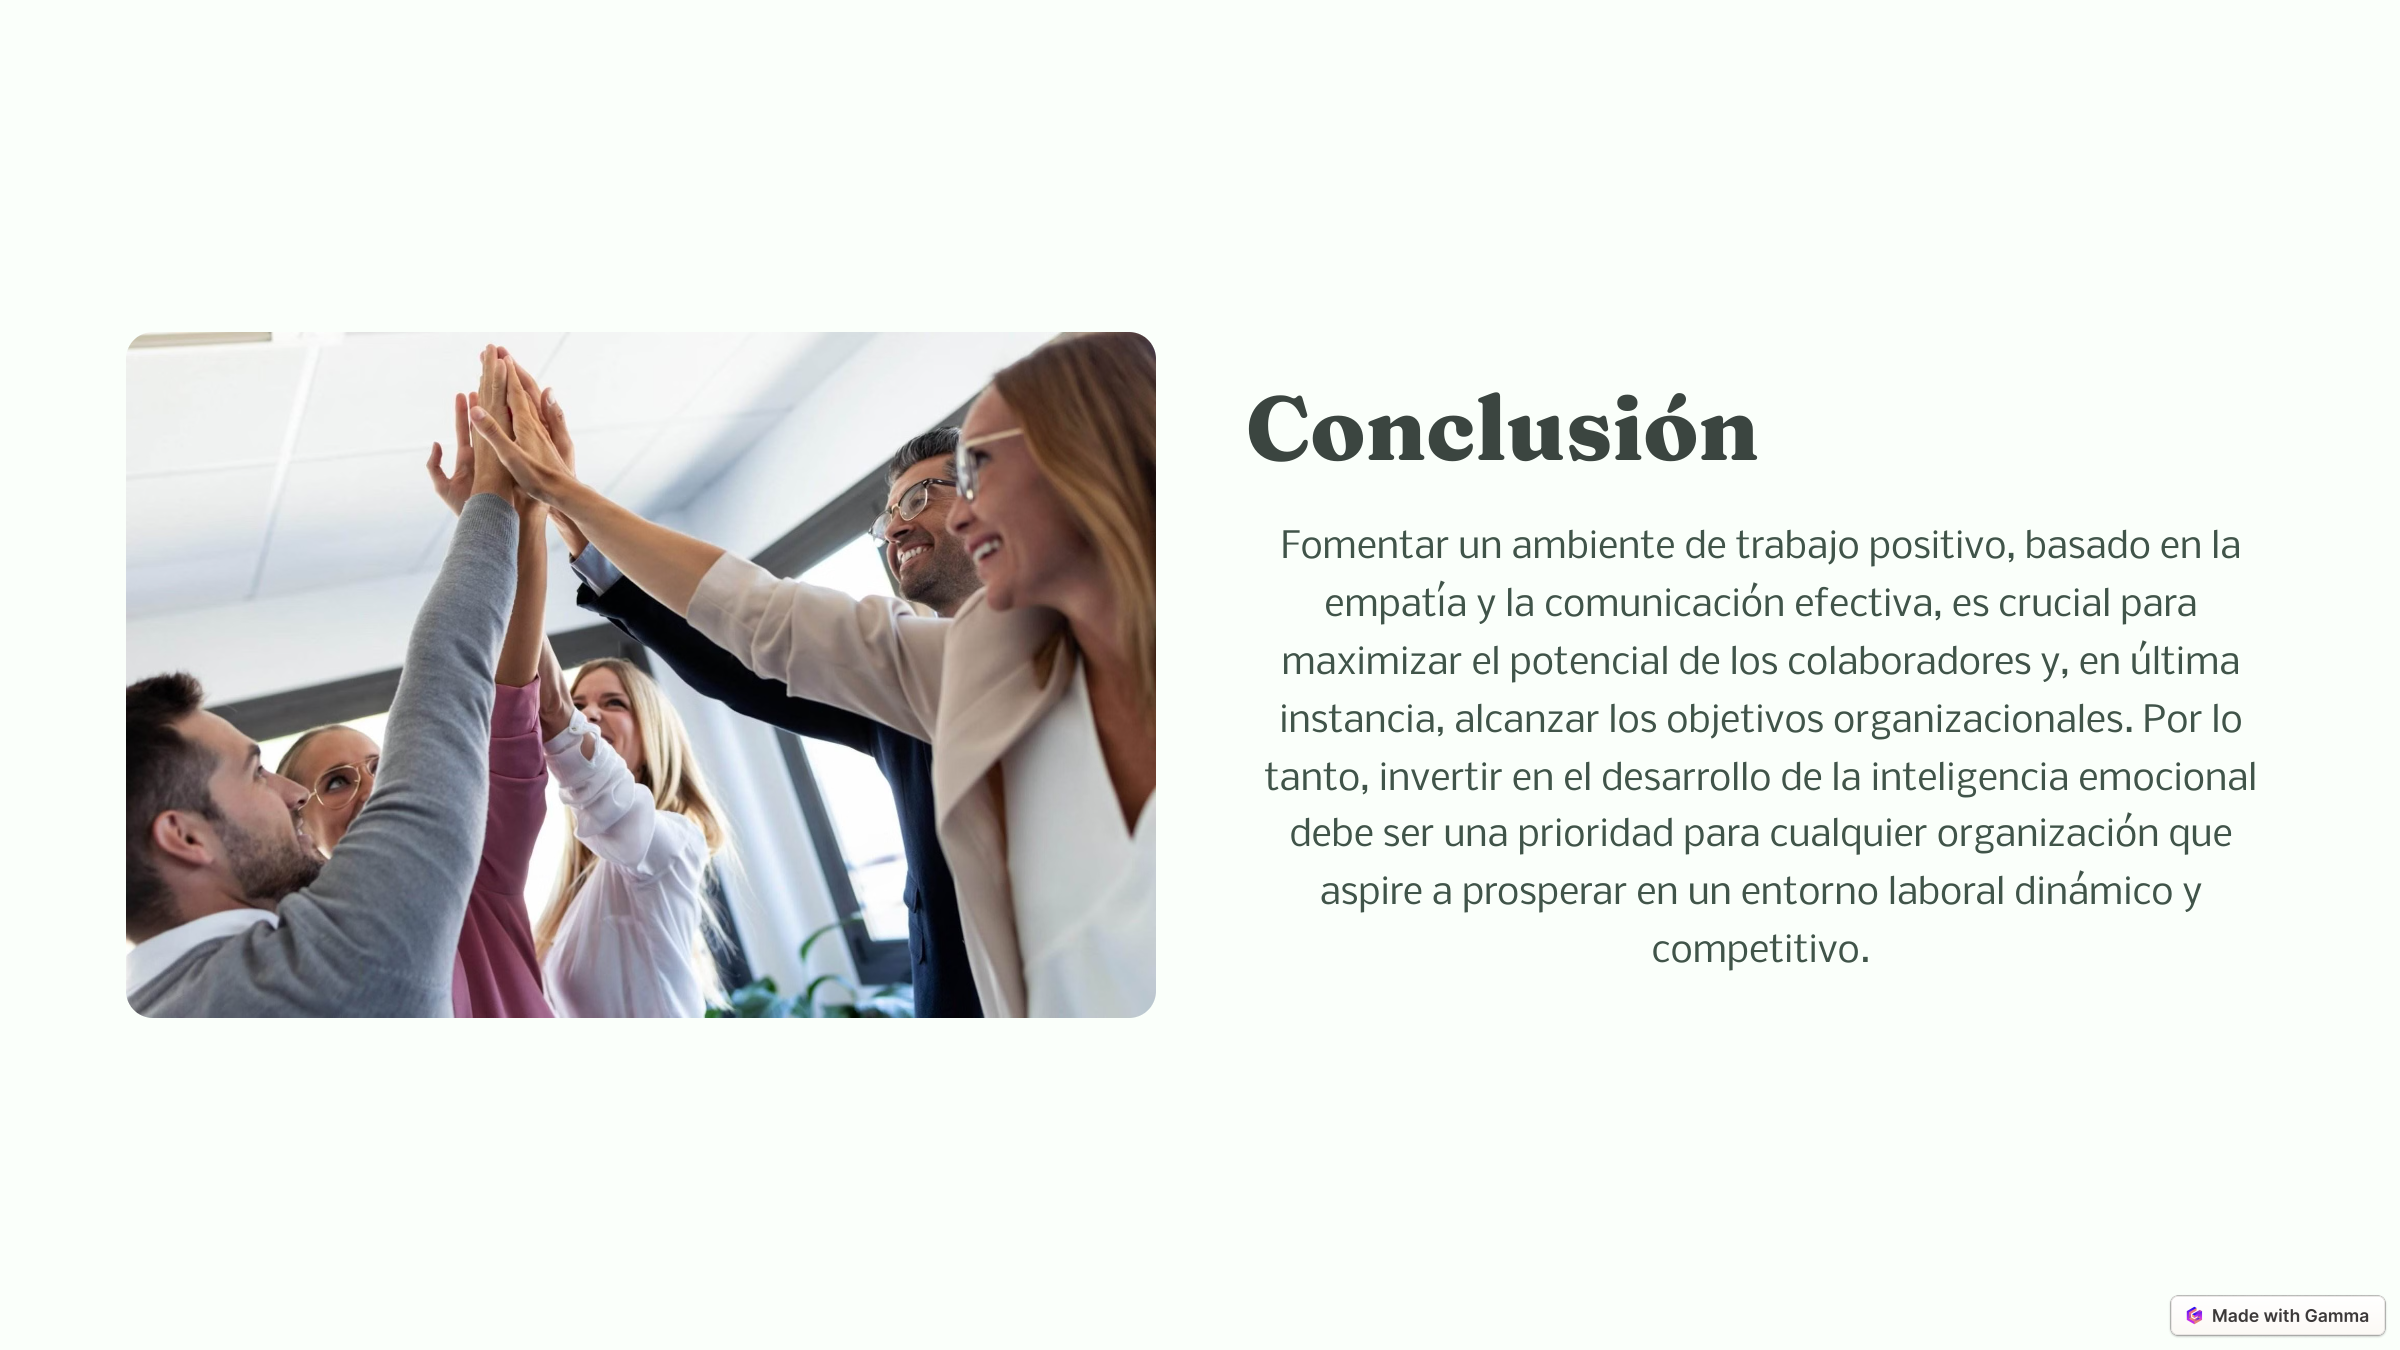 Conclusión
Fomentar un ambiente de trabajo positivo, basado en la
empatía y la comunicación efectiva, es crucial para
maximizar el potencial de los colaboradores y, en última
instancia, alcanzar los objetivos organizacionales. Por lo
tanto, invertir en el desarrollo de la inteligencia emocional
debe ser una prioridad para cualquier organización que
aspire a prosperar en un entorno laboral dinámico y
competitivo.
Made with Gamma